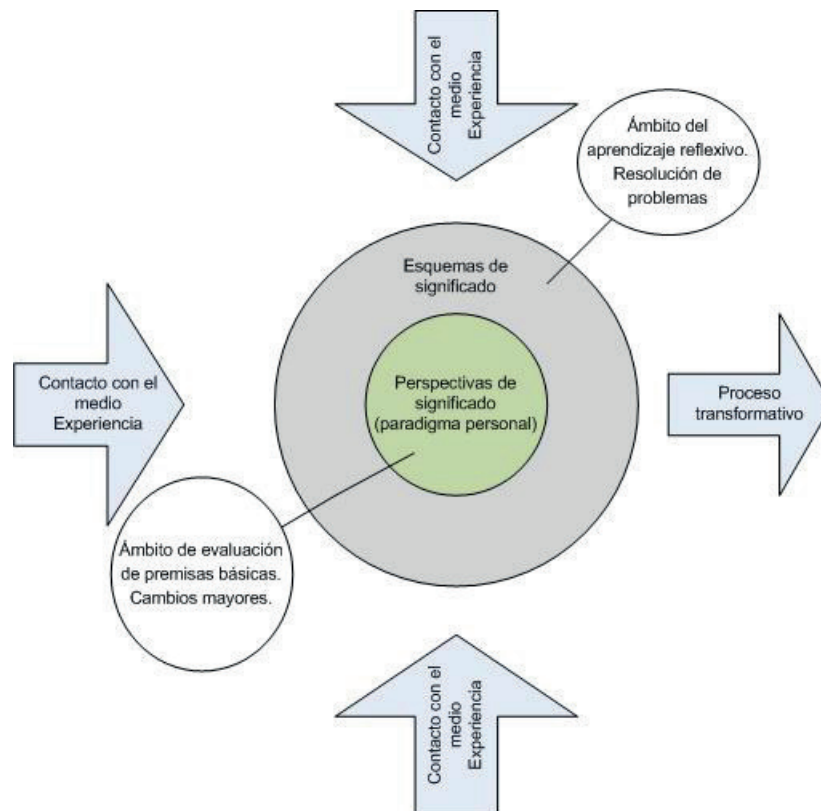 Contacto con el
medio
Experiencia
Ámbito del
aprendizaje reflexivo.
Resolución de
problemas
Esquemas de
significado
Contacto con el
medio
Experiencia
Perspectivas de
significado
(paradigma personal)
Proceso
transformativo
Ámbito de evaluación
de premisas básicas.
Cambios mayores.
Contacto con el
medio
Experiencia